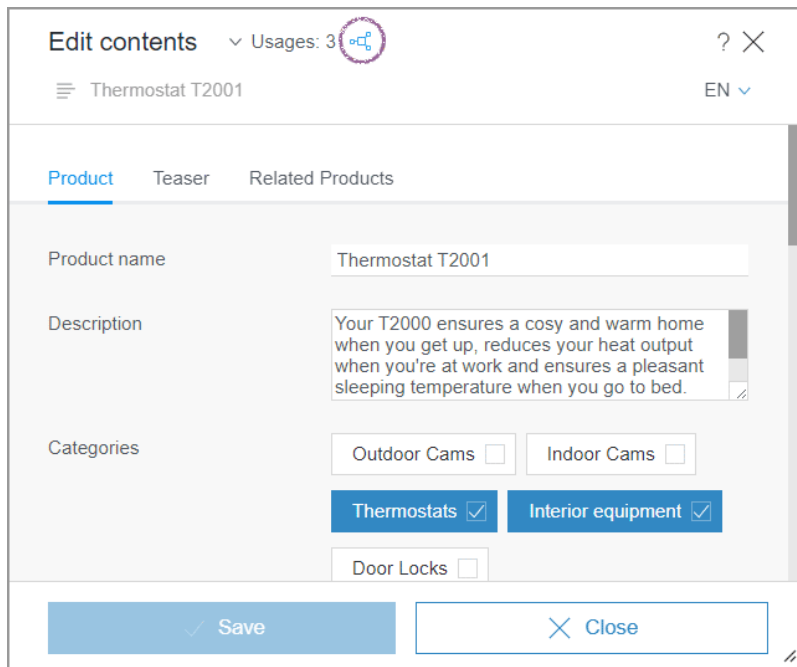 Edit contents Usages: 3 ?
Thermostat T2001 EN
Product Teaser Related Products
Product name Thermostat T2001
Description Your T2000 ensures a cosy and warm home
when you get up, reduces your heat output
when you're at work and ensures a pleasant
sleeping temperature when you go to bed.
Categories Outdoor Cams Indoor Cams
Thermostats Interior equipment
Door Locks
Save Close